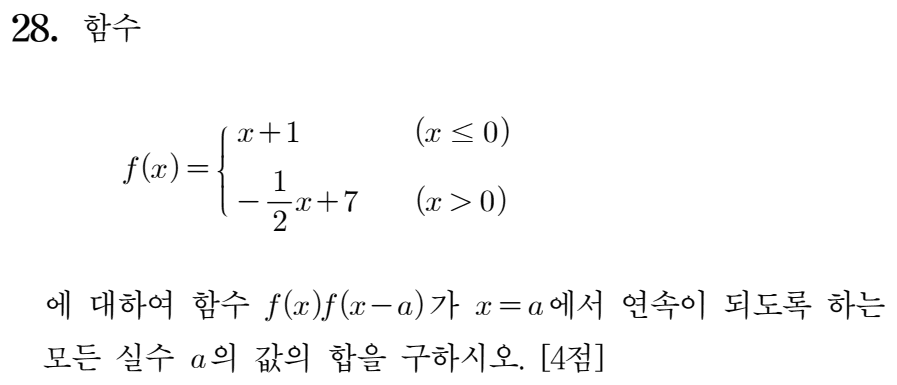 28. 함수
f(x) = { x+1 (x ≤ 0)
-1/2x+7 (x > 0)
에 대하여 함수 f(x)f(x-a)가 x=a에서 연속이 되도록 하는
모든 실수 a의 값의 합을 구하시오. [4점]